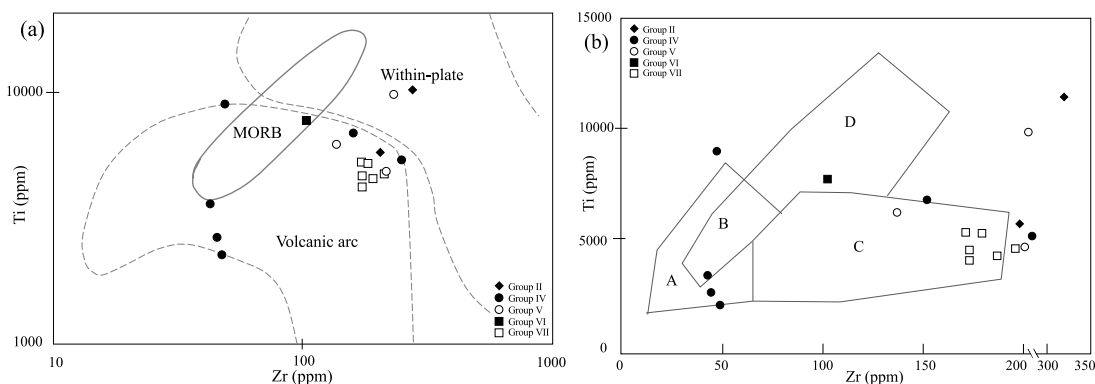 (a)
10000
1000
Ti (ppm)
Within-plate
MORB
Volcanic arc
Group II
Group IV
Group V
Group VI
Group VII
10
100
1000
Zr (ppm)
(b)
15000
10000
5000
0
Ti (ppm)
Group II
Group IV
Group V
Group VI
Group VII
D
B
A
C
0
50
100
150
200
300
350
Zr (ppm)